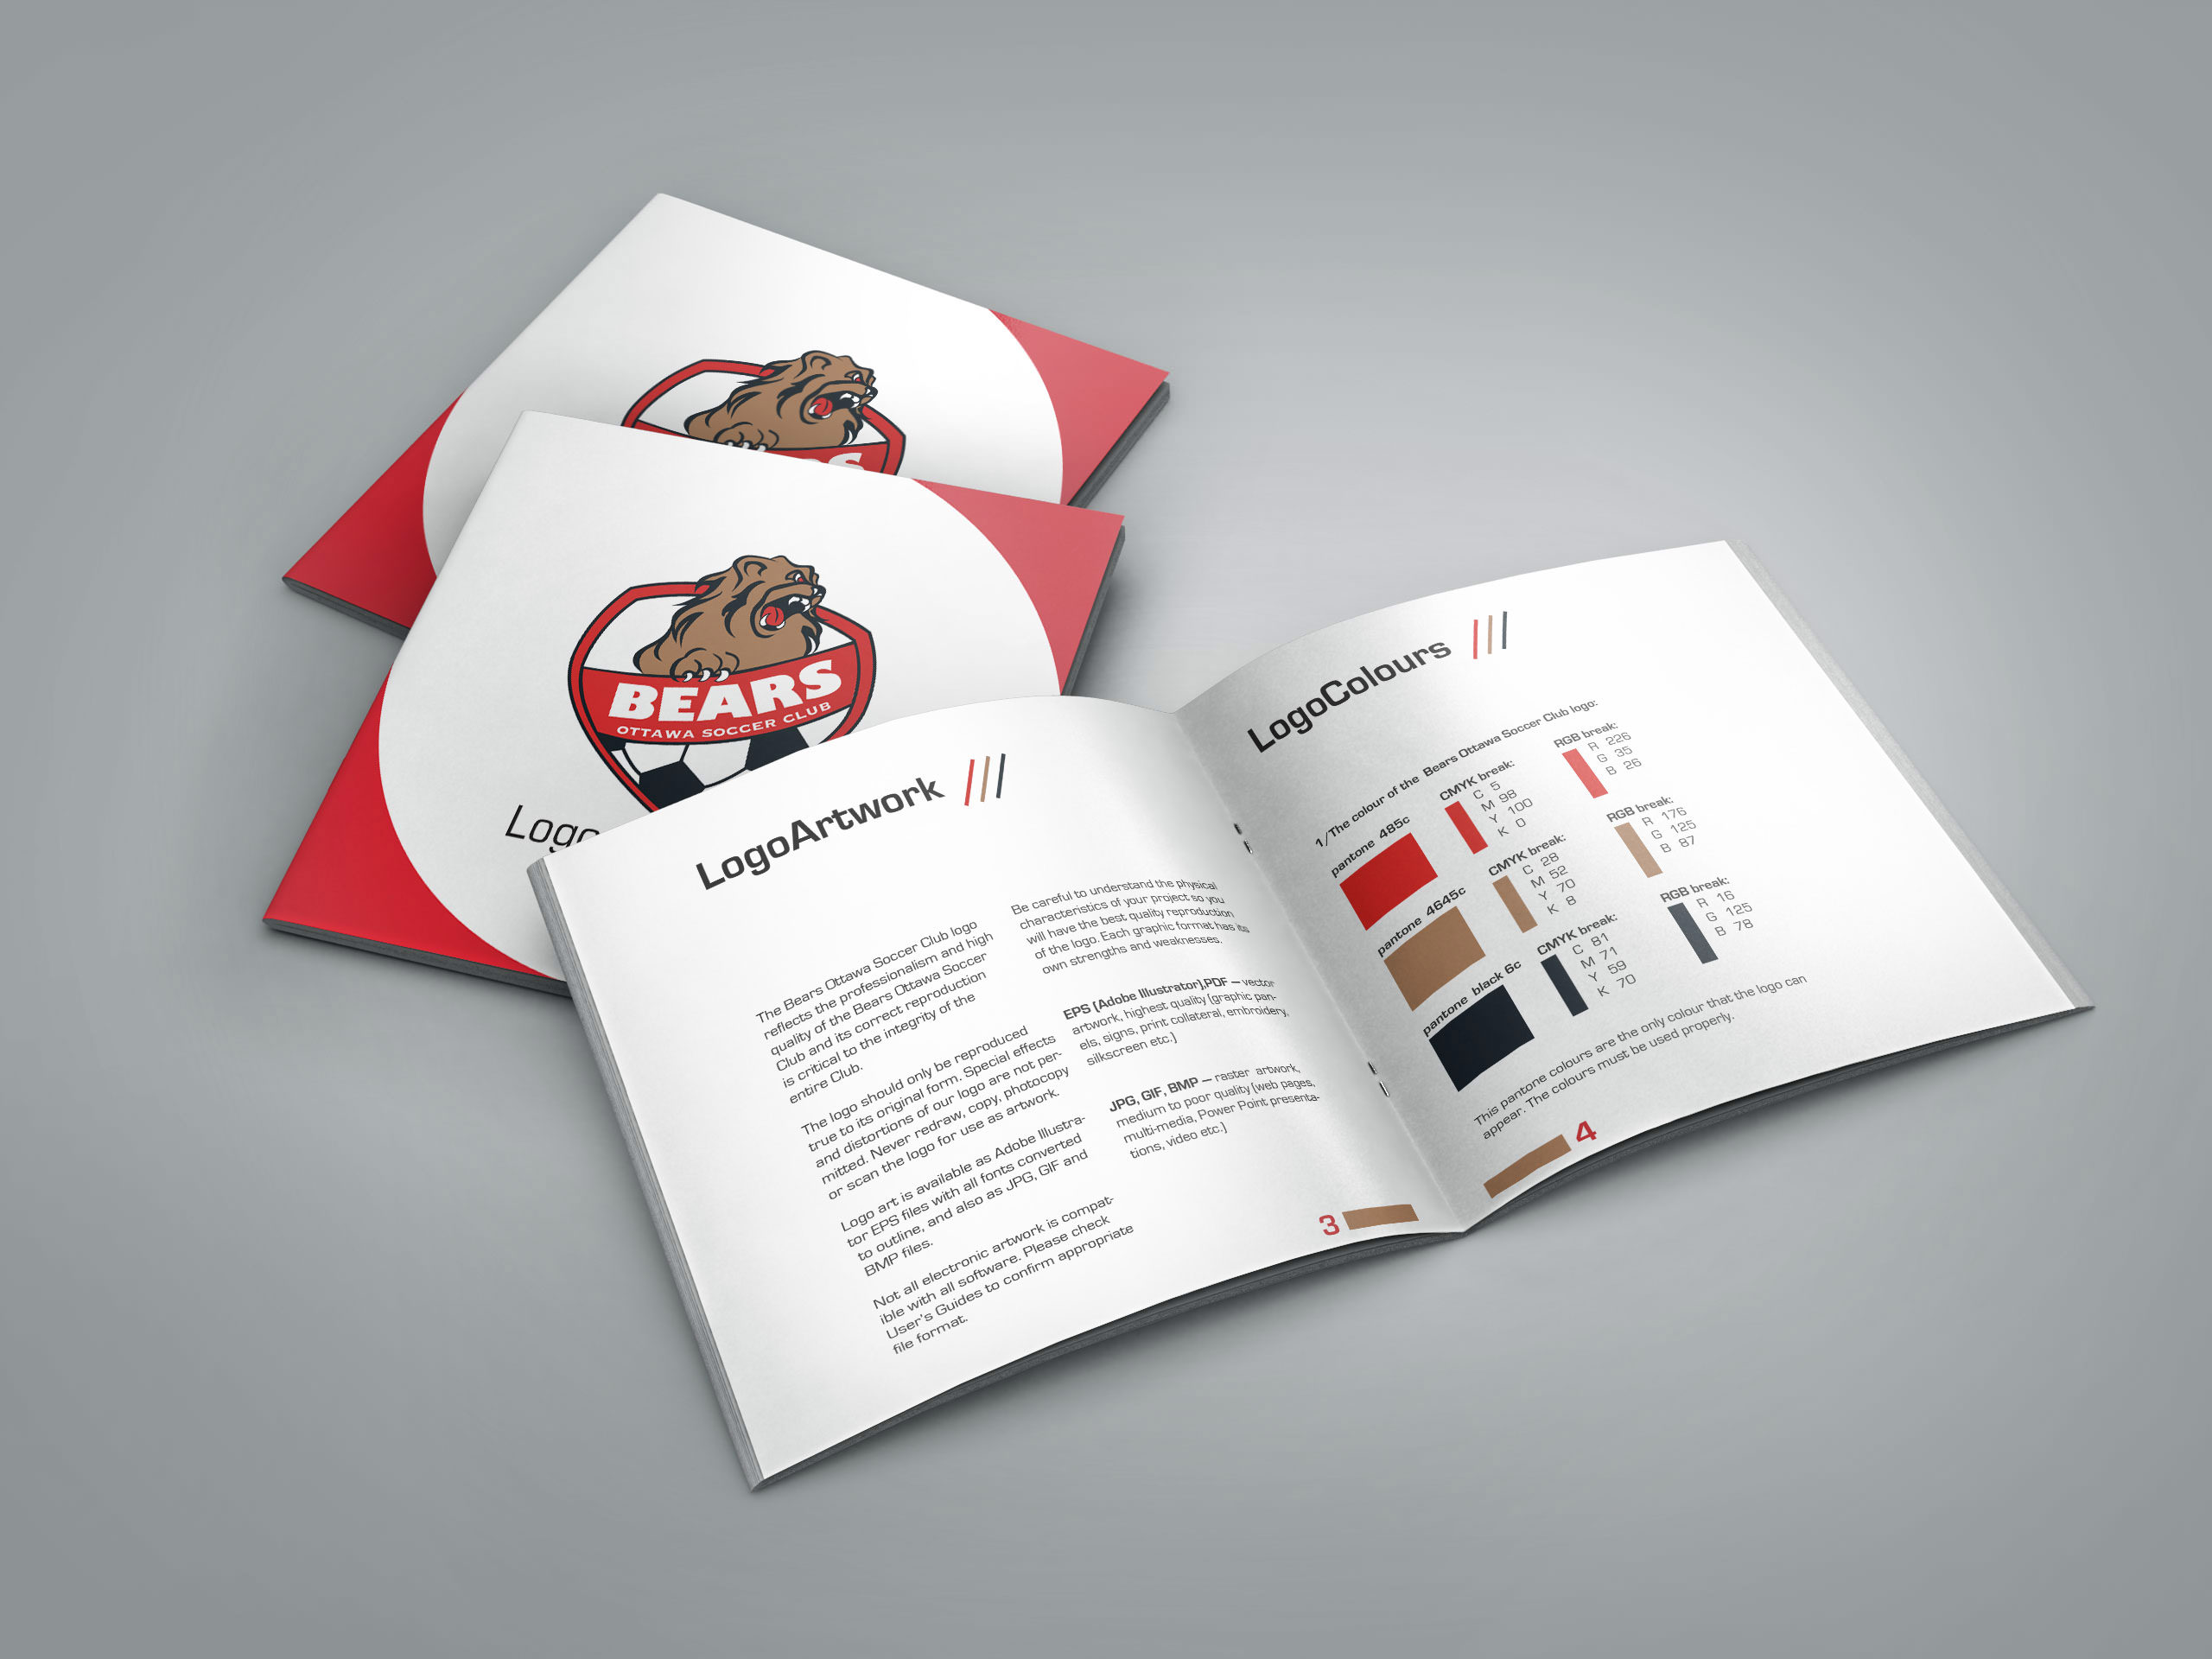 BEARS
OTTAWA SOCCER CLUB
Logo
LogoArtwork
The Bears Ottawa Soccer Club logo
reflects the professionalism and high
quality of the Bears Ottawa Soccer
Club and its correct reproduction
is critical to the integrity of the
entire Club.
The logo should only be reproduced
true to its original form. Special effects
and distortions of our logo are not per-
mitted. Never redraw, copy, photocopy
or scan the logo for use as artwork.
Logo art is available as Adobe Illustra-
tor EPS files with all fonts converted
to outline, and also as JPG, GIF and
BMP files.
Not all electronic artwork is compat-
ible with all software. Please check
User's Guides to confirm appropriate
file format.
Be careful to understand the physical
characteristics of your project so you
will have the best quality reproduction
of the logo. Each graphic format has its
own strengths and weaknesses.
EPS (Adobe Illustrator),PDF – vector
artwork, highest quality (graphic pan-
els, signs, print collateral, embroidery,
silkscreen etc.)
JPG, GIF, BMP – raster artwork,
medium to poor quality (web pages,
multi-media, Power Point presenta-
tions, video etc.)
3
LogoColours
1/The colour of the Bears Ottawa Soccer Club logo:
pantone 485c
CMYK break:
C 5
M 98
Y 100
K 0
RGB break:
R 226
G 35
B 26
pantone 4645c
CMYK break:
C 28
M 52
Y 70
K 8
RGB break:
R 176
G 125
B 87
pantone black 6c
CMYK break:
C 81
M 71
Y 59
K 70
RGB break:
R 16
G 125
B 78
This pantone colours are the only colour that the logo can
appear. The colours must be used properly.
4